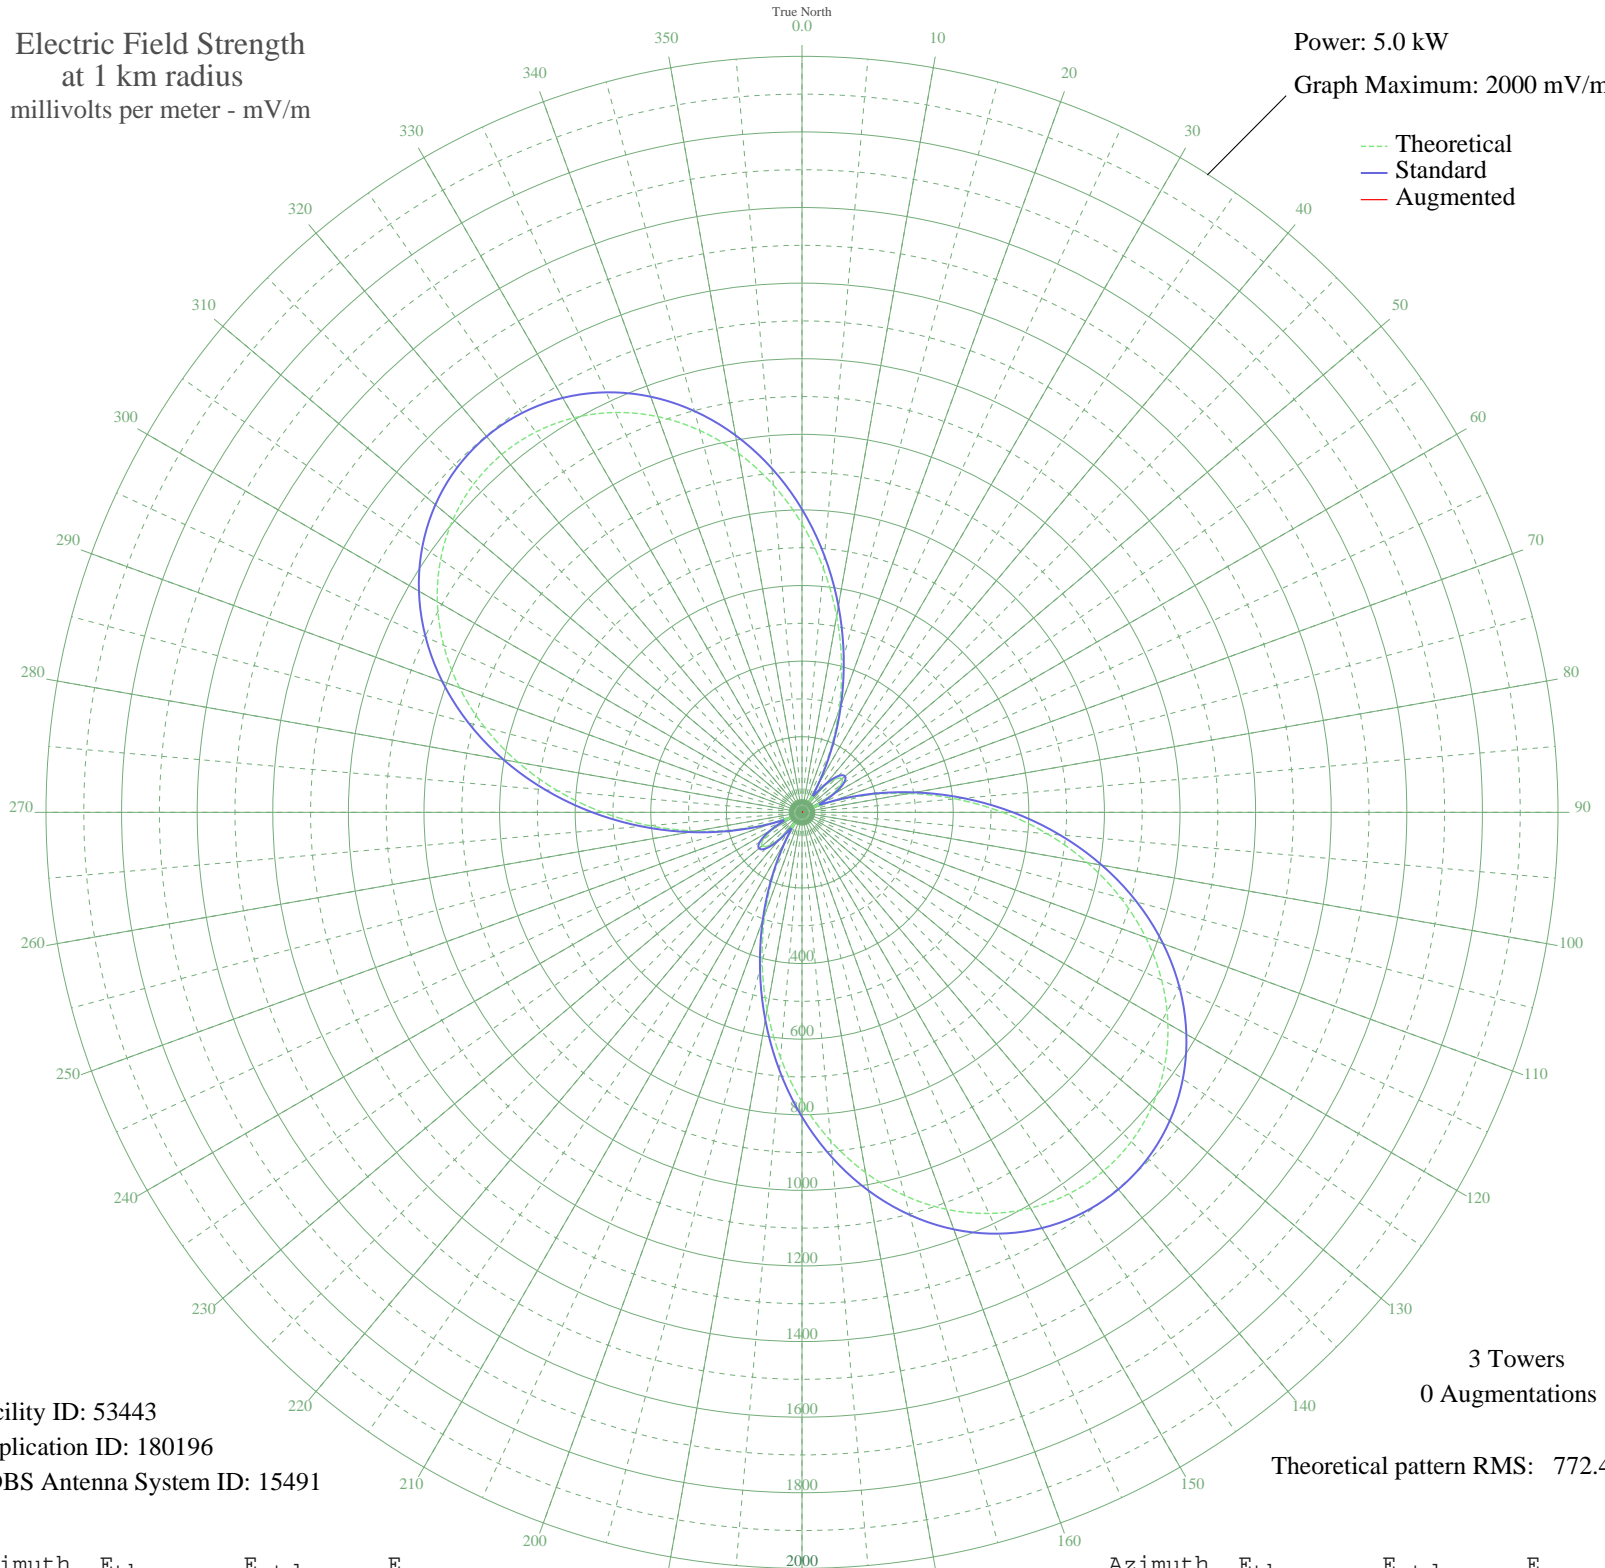 True North
0.0
Electric Field Strength
at 1 km radius
millivolts per meter - mV/m
Power: 5.0 kW
Graph Maximum: 2000 mV/m
Theoretical
Standard
Augmented
10
20
30
40
50
60
70
80
90
100
110
120
130
140
150
160
200
210
220
230
240
250
260
270
280
290
300
310
320
330
340
350
400
600
800
1000
1200
1400
1600
1800
2000
3 Towers
0 Augmentations
Theoretical pattern RMS: 772.4
cility ID: 53443
plication ID: 180196
DBS Antenna System ID: 15491
imuth E E E
Azimuth E E E